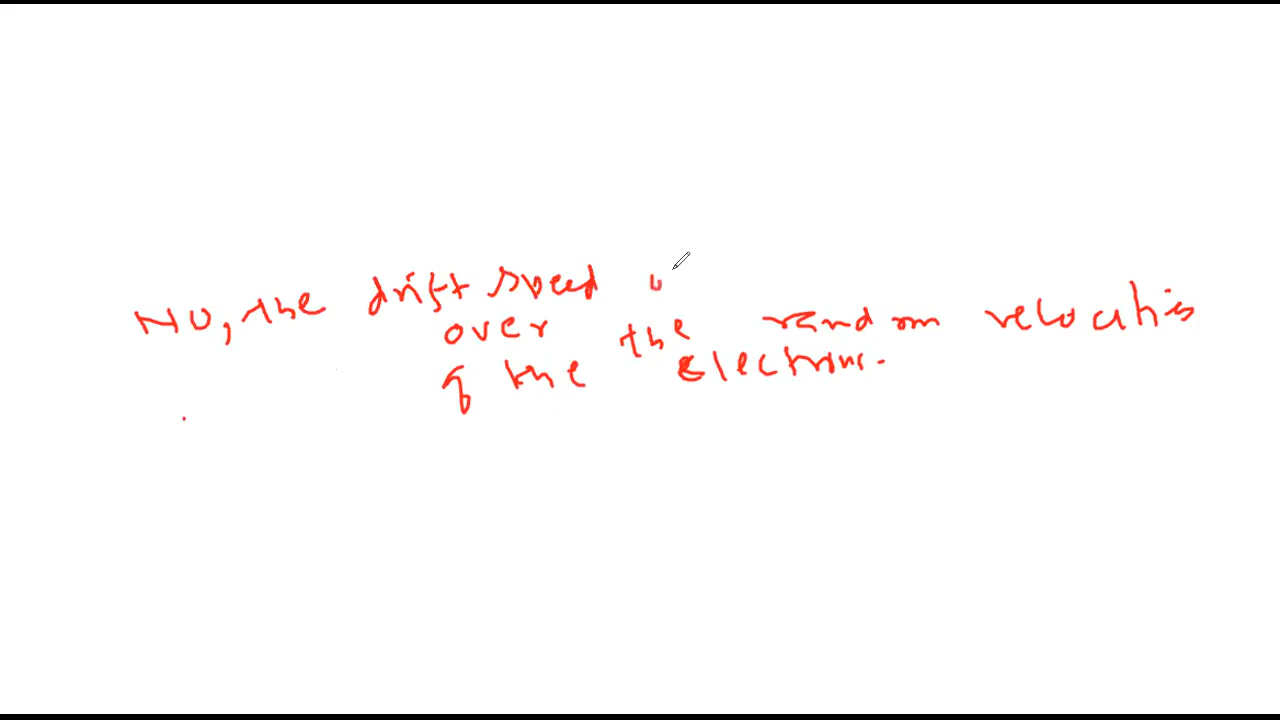 No, the drift speed
over the random velocities
of the electrons.